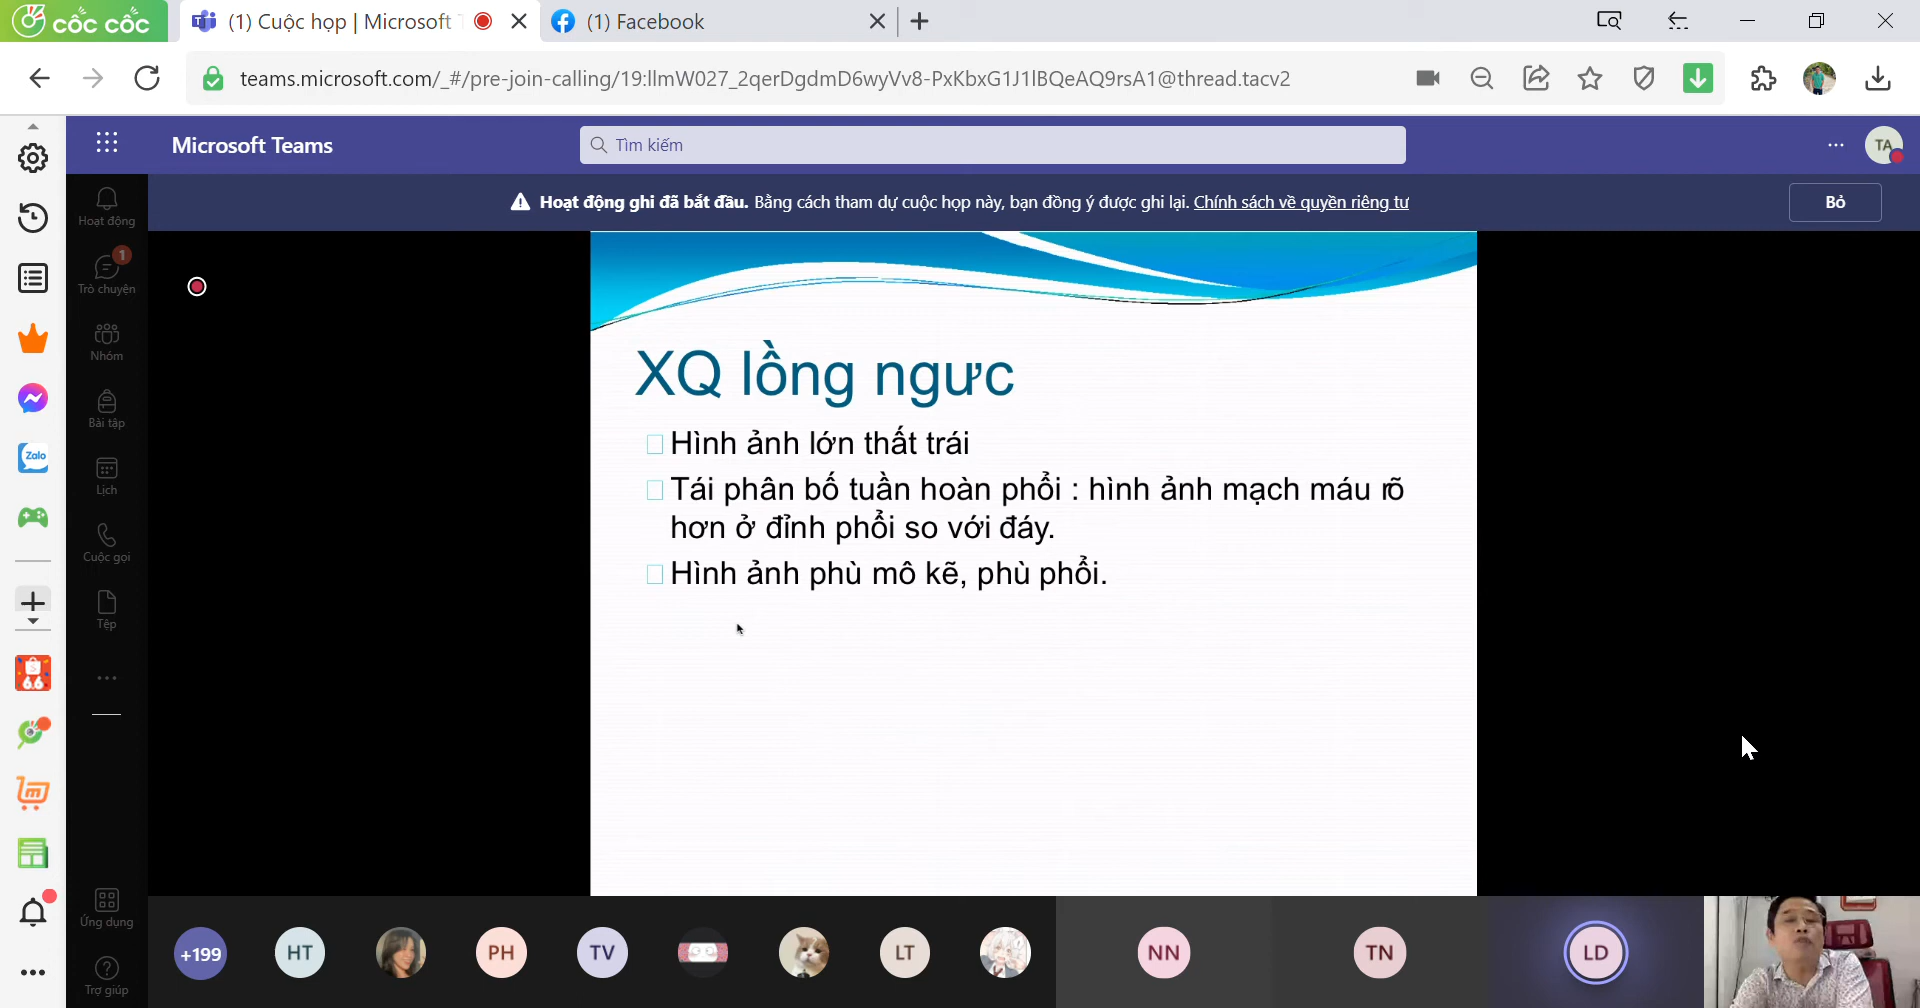 cốc cốc
(1) Cuộc họp | Microsoft T
(1) Facebook
teams.microsoft.com/_#/pre-join-calling/19:llmW027_2qerDgdmD6wyVv8-PxKbxG1J1lBQeAQ9rsA1@thread.tacv2
Microsoft Teams
Tìm kiếm
TA
Hoạt động ghi đã bắt đầu. Bằng cách tham dự cuộc họp này, bạn đồng ý được ghi lại. Chính sách về quyền riêng tư
Bỏ
Hoạt động
1
Trò chuyện
Nhóm
Bài tập
Zalo
Lịch
Cuộc gọi
Tệp
6.6
Ứng dụng
Trợ giúp
XQ lồng ngưc
Hình ảnh lớn thất trái
Tái phân bố tuần hoàn phổi : hình ảnh mạch máu rõ
hơn ở đỉnh phổi so với đáy.
Hình ảnh phù mô kẽ, phù phổi.
+199
HT
PH
TV
LT
NN
TN
LD